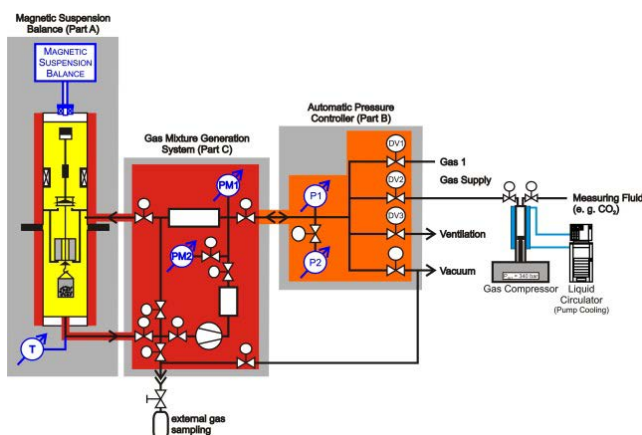 Magnetic Suspension
Balance (Part A)
MAGNETIC
SUSPENSION
BALANCE
Gas Mixture Generation
System (Part C)
Automatic Pressure
Controller (Part B)
PM1
PM2
P1
P2
DV1
DV2
DV3
Gas 1
Gas Supply
Ventilation
Vacuum
Measuring Fluid
(e. g. CO₂)
Gas Compressor
Liquid
Circulator
(Pump Cooling)
T
external gas
sampling